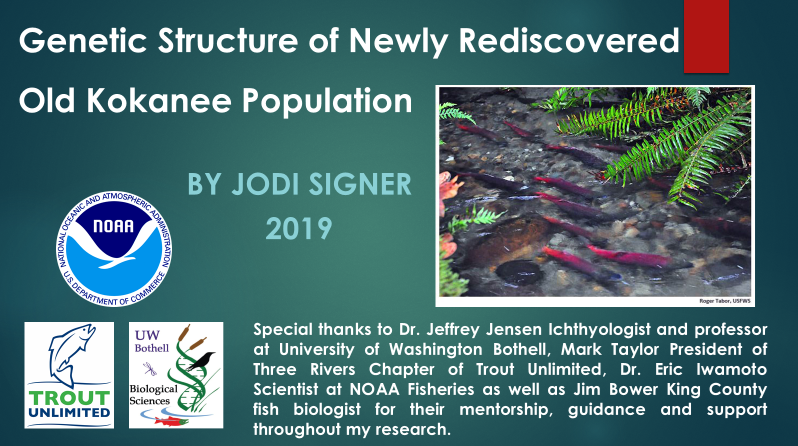 Genetic Structure of Newly Rediscovered
Old Kokanee Population
BY JODI SIGNER
2019
NATIONAL OCEANIC AND ATMOSPHERIC ADMINISTRATION
NOAA
U.S. DEPARTMENT OF COMMERCE
Roger Tabor, USFWS
TROUT
UNLIMITED
UW
Bothell
Biological
Sciences
Special thanks to Dr. Jeffrey Jensen Ichthyologist and professor
at University of Washington Bothell, Mark Taylor President of
Three Rivers Chapter of Trout Unlimited, Dr. Eric Iwamoto
Scientist at NOAA Fisheries as well as Jim Bower King County
fish biologist for their mentorship, guidance and support
throughout my research.